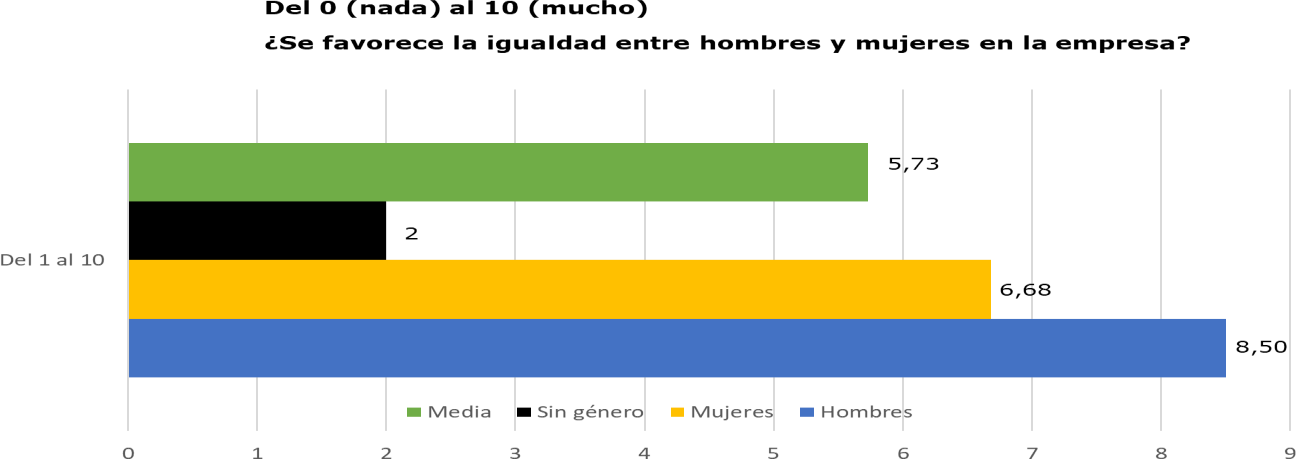 Del 0 (nada) al 10 (mucho)
¿Se favorece la igualdad entre hombres y mujeres en la empresa?
5,73
2
Del 1 al 10
6,68
8,50
Media Sin género Mujeres Hombres
0 1 2 3 4 5 6 7 8 9